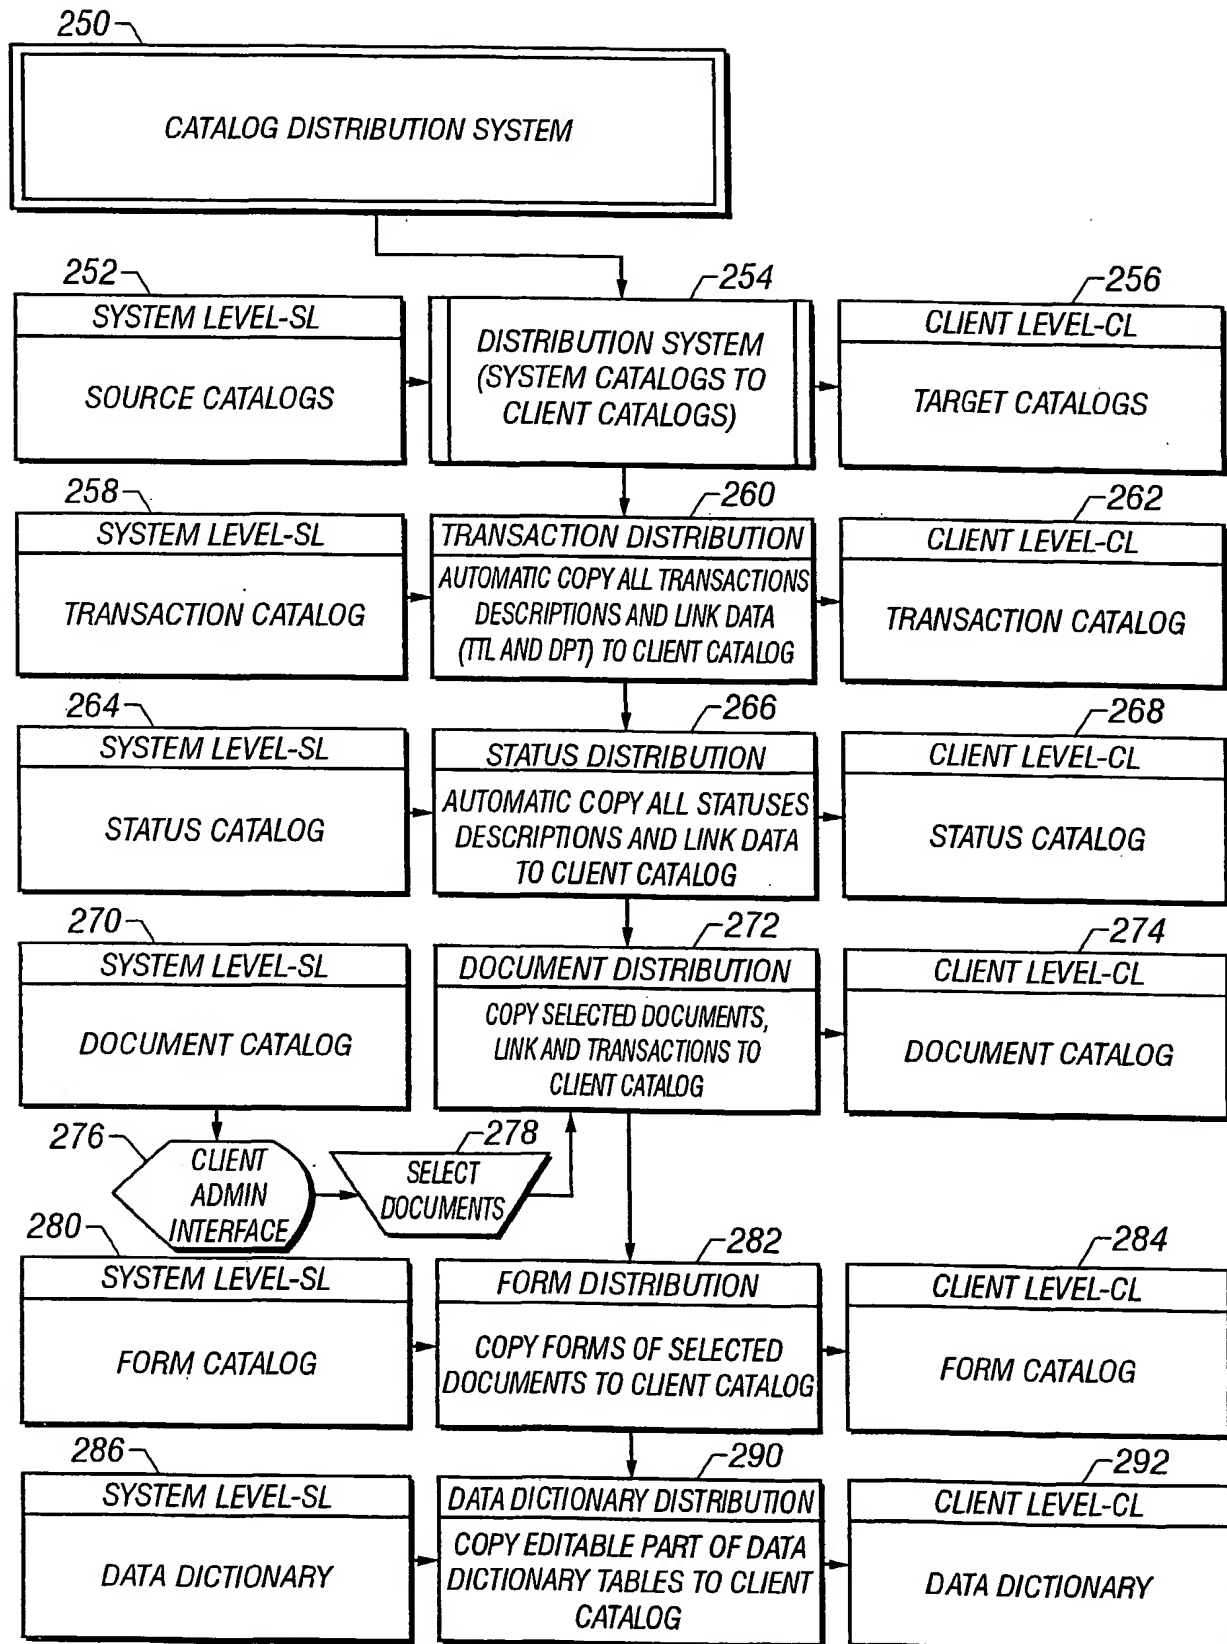 250
CATALOG DISTRIBUTION SYSTEM
252
SYSTEM LEVEL-SL
SOURCE CATALOGS
254
DISTRIBUTION SYSTEM
(SYSTEM CATALOGS TO
CLIENT CATALOGS)
256
CLIENT LEVEL-CL
TARGET CATALOGS
258
SYSTEM LEVEL-SL
TRANSACTION CATALOG
260
TRANSACTION DISTRIBUTION
AUTOMATIC COPY ALL TRANSACTIONS
DESCRIPTIONS AND LINK DATA
(TTL AND DPT) TO CLIENT CATALOG
262
CLIENT LEVEL-CL
TRANSACTION CATALOG
264
SYSTEM LEVEL-SL
STATUS CATALOG
266
STATUS DISTRIBUTION
AUTOMATIC COPY ALL STATUSES
DESCRIPTIONS AND LINK DATA
TO CLIENT CATALOG
268
CLIENT LEVEL-CL
STATUS CATALOG
270
SYSTEM LEVEL-SL
DOCUMENT CATALOG
272
DOCUMENT DISTRIBUTION
COPY SELECTED DOCUMENTS,
LINK AND TRANSACTIONS TO
CLIENT CATALOG
274
CLIENT LEVEL-CL
DOCUMENT CATALOG
276
CLIENT
ADMIN
INTERFACE
278
SELECT
DOCUMENTS
280
SYSTEM LEVEL-SL
FORM CATALOG
282
FORM DISTRIBUTION
COPY FORMS OF SELECTED
DOCUMENTS TO CLIENT CATALOG
284
CLIENT LEVEL-CL
FORM CATALOG
286
SYSTEM LEVEL-SL
DATA DICTIONARY
290
DATA DICTIONARY DISTRIBUTION
COPY EDITABLE PART OF DATA
DICTIONARY TABLES TO CLIENT
CATALOG
292
CLIENT LEVEL-CL
DATA DICTIONARY